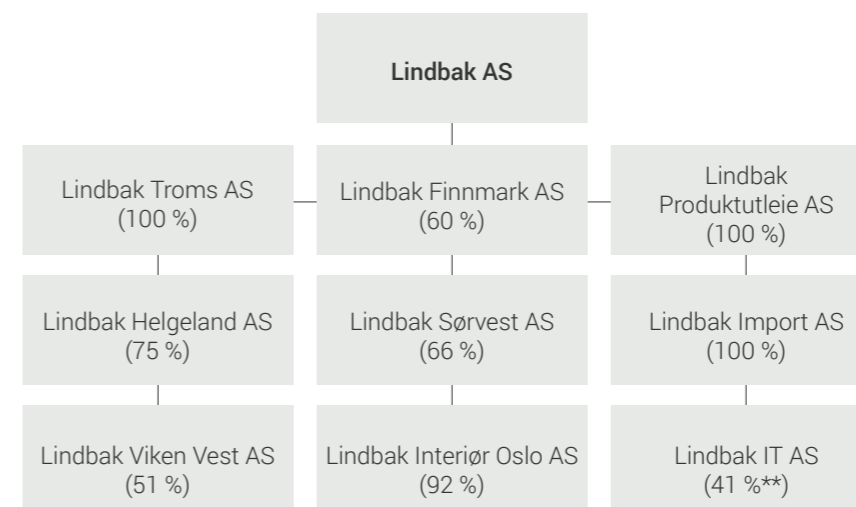 Lindbak AS
Lindbak Troms AS
(100 %)
Lindbak Finnmark AS
(60 %)
Lindbak
Produktutleie AS
(100 %)
Lindbak Helgeland AS
(75 %)
Lindbak Sørvest AS
(66 %)
Lindbak Import AS
(100 %)
Lindbak Viken Vest AS
(51 %)
Lindbak Interiør Oslo AS
(92 %)
Lindbak IT AS
(41 %**)